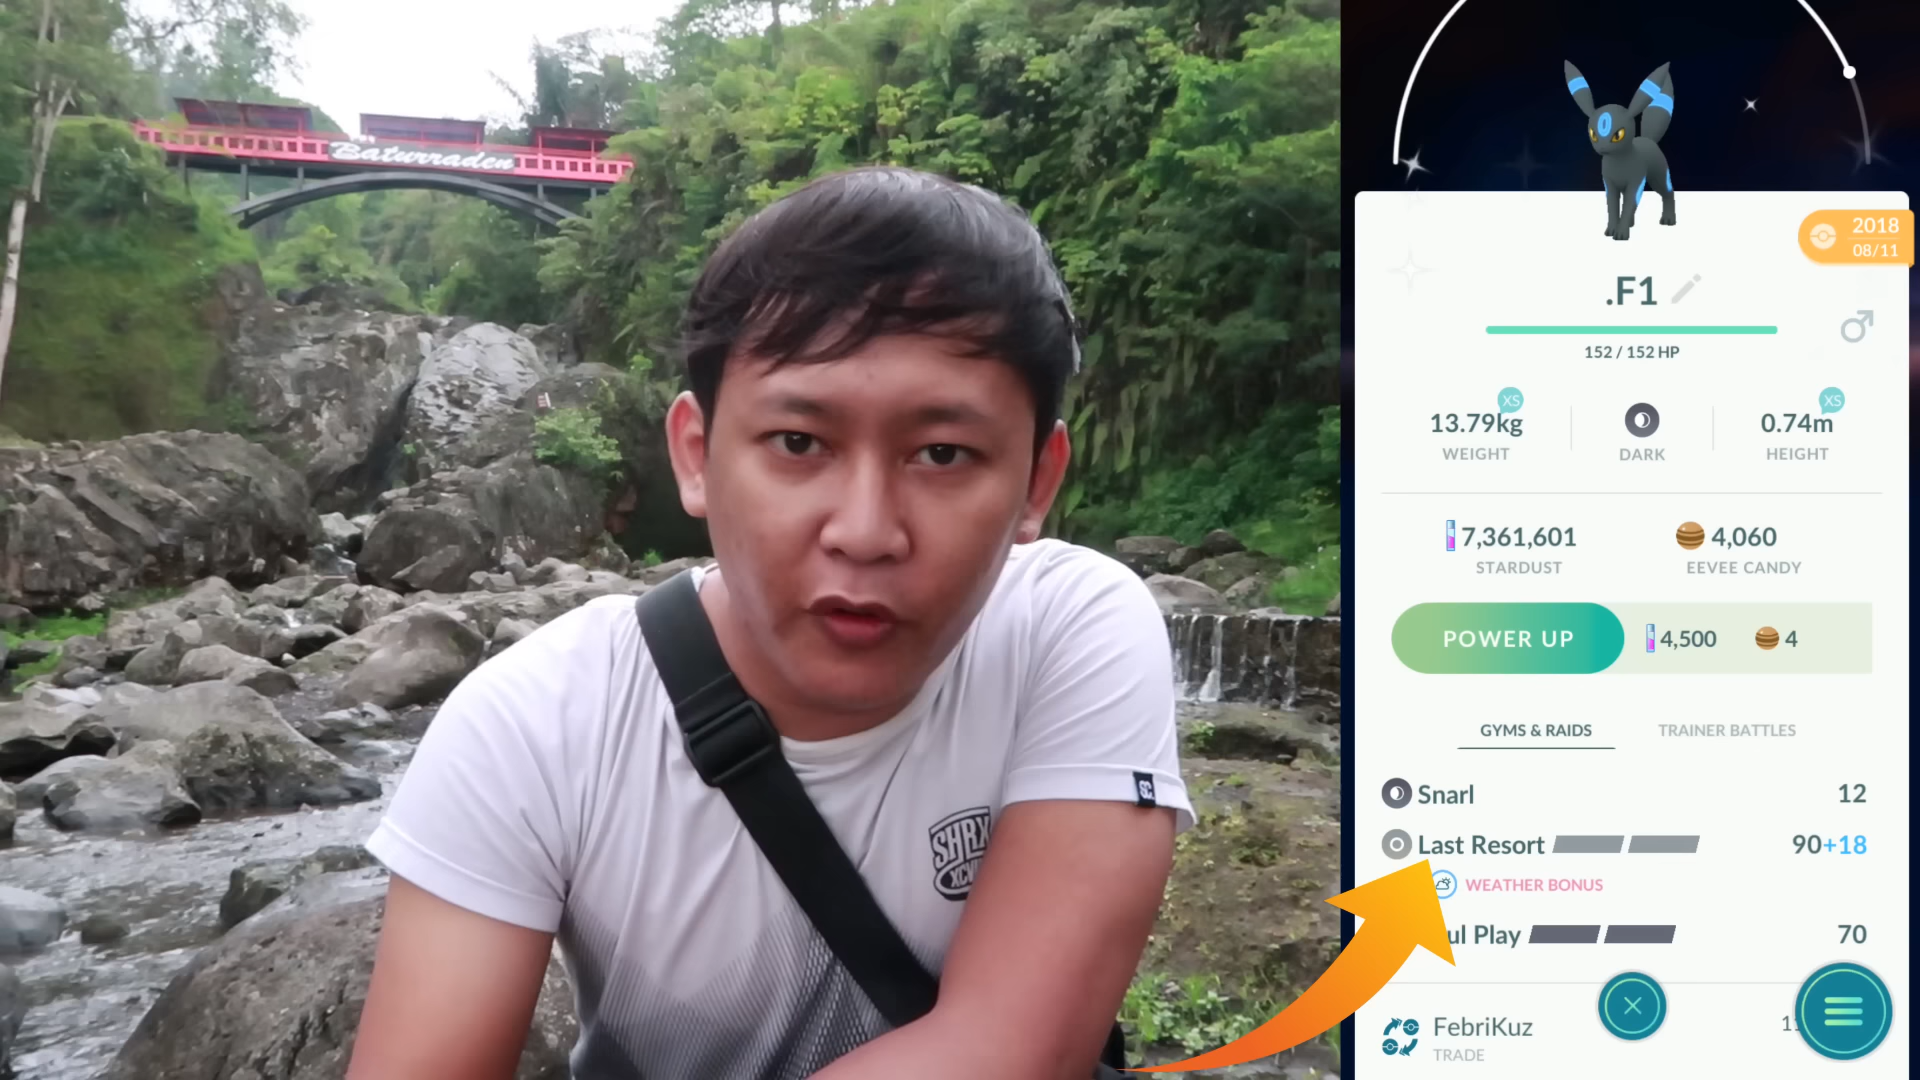 Baturraden
SHRX
SC.
2018
08/11
.F1
152 / 152 HP
XS
13.79kg
WEIGHT
DARK
XS
0.74m
HEIGHT
7,361,601
STARDUST
4,060
EEVEE CANDY
POWER UP
4,500
4
GYMS & RAIDS
TRAINER BATTLES
Snarl
12
Last Resort
90+18
WEATHER BONUS
Play
70
FebriKuz
TRADE